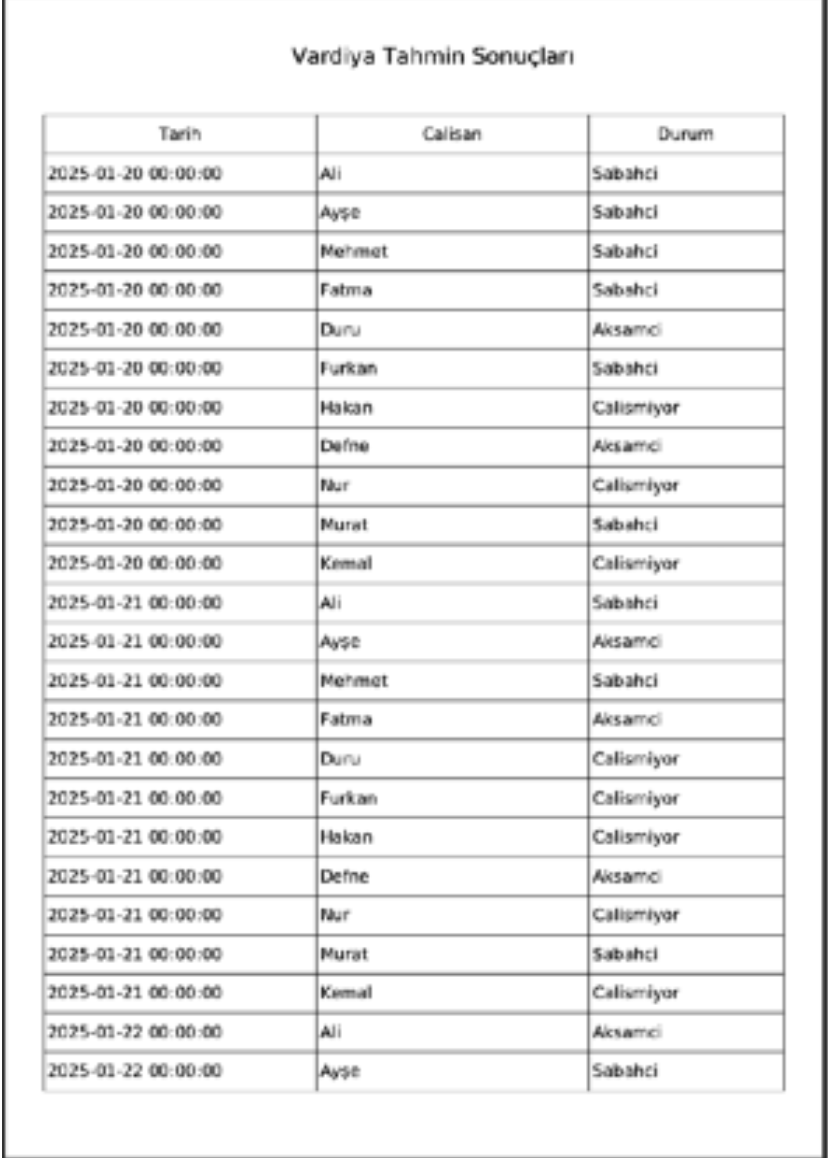 Vardiya Tahmin Sonuçları
Tarih Calisan Durum
2025-01-20 00:00:00 Ali Sabahci
2025-01-20 00:00:00 Ayşe Sabahci
2025-01-20 00:00:00 Mehmet Sabahci
2025-01-20 00:00:00 Fatma Sabahci
2025-01-20 00:00:00 Duru Aksamci
2025-01-20 00:00:00 Furkan Sabahci
2025-01-20 00:00:00 Hakan Calismiyor
2025-01-20 00:00:00 Defne Aksamci
2025-01-20 00:00:00 Nur Calismiyor
2025-01-20 00:00:00 Murat Sabahci
2025-01-20 00:00:00 Kemal Calismiyor
2025-01-21 00:00:00 Ali Sabahci
2025-01-21 00:00:00 Ayşe Aksamci
2025-01-21 00:00:00 Mehmet Sabahci
2025-01-21 00:00:00 Fatma Aksamci
2025-01-21 00:00:00 Duru Calismiyor
2025-01-21 00:00:00 Furkan Calismiyor
2025-01-21 00:00:00 Hakan Calismiyor
2025-01-21 00:00:00 Defne Aksamci
2025-01-21 00:00:00 Nur Calismiyor
2025-01-21 00:00:00 Murat Sabahci
2025-01-21 00:00:00 Kemal Calismiyor
2025-01-22 00:00:00 Ali Aksamci
2025-01-22 00:00:00 Ayşe Sabahci